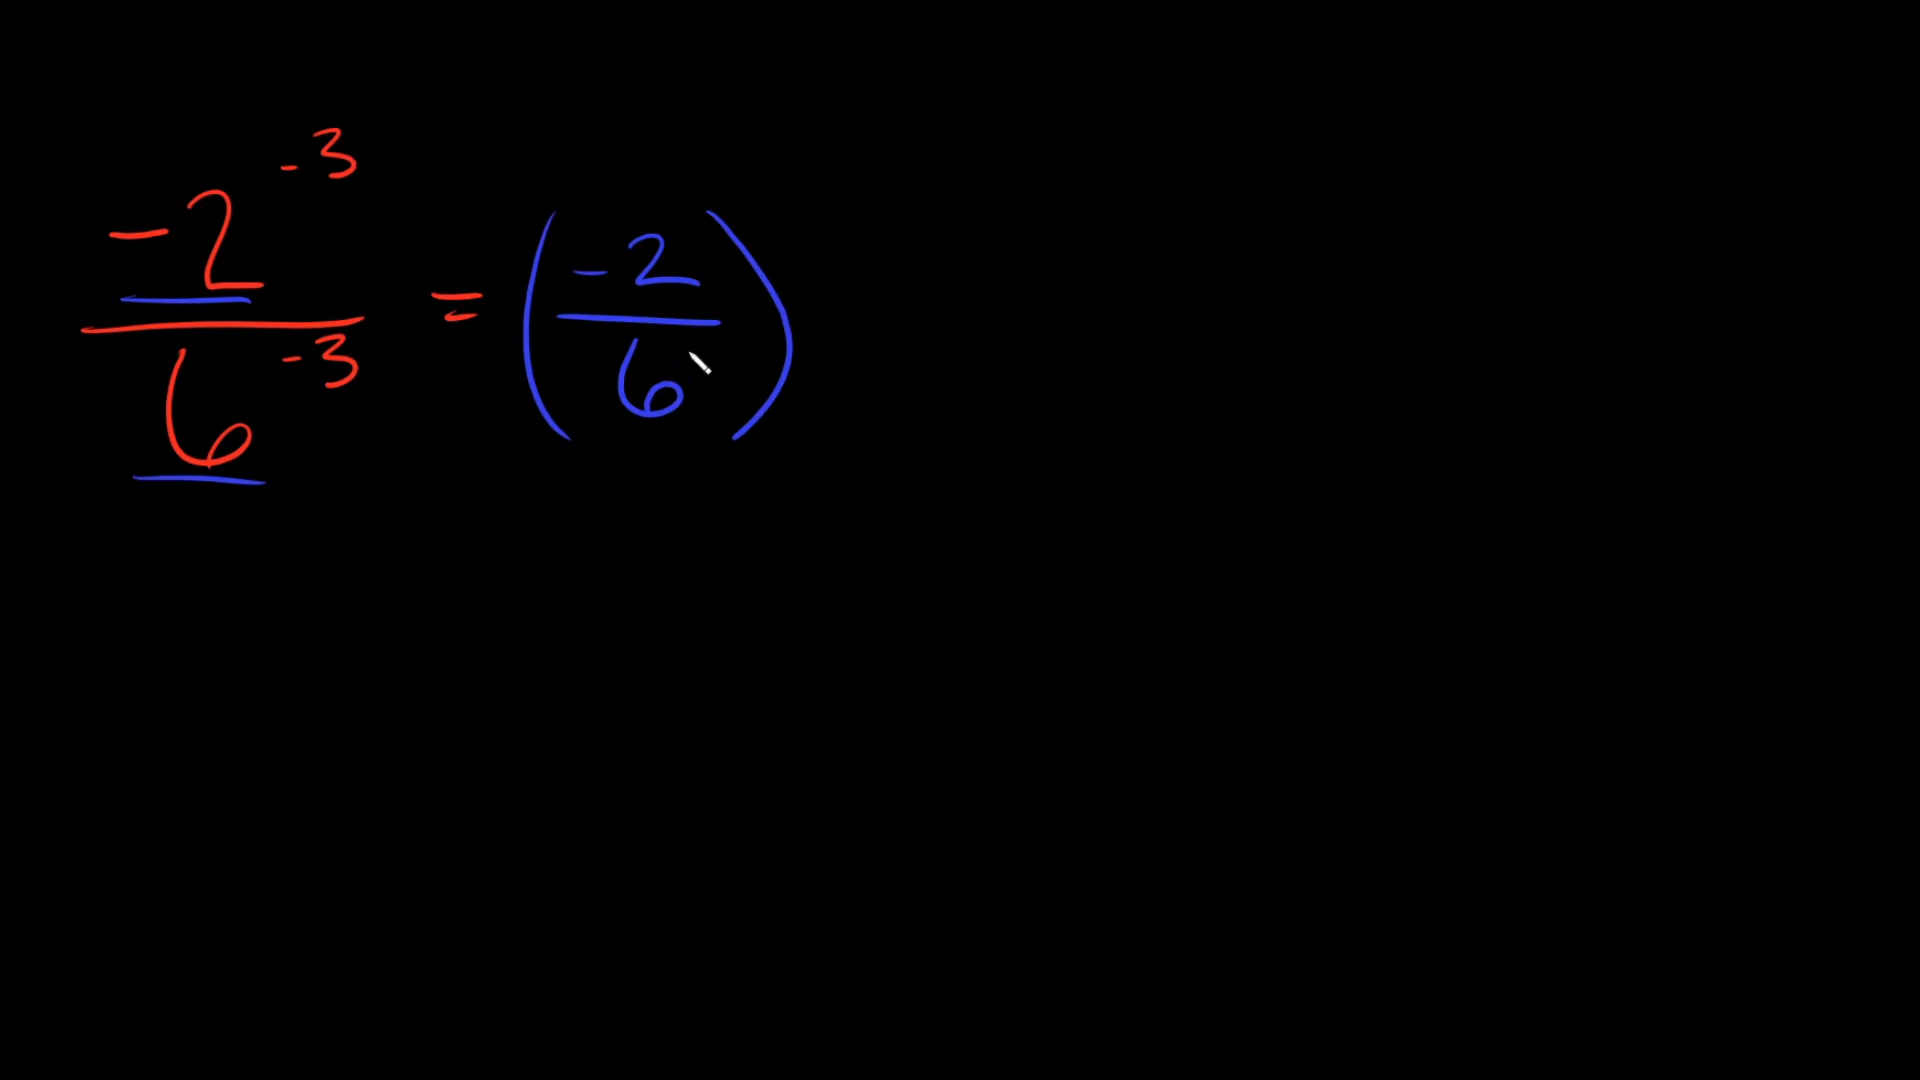 -2^-3 / 6^-3 = (-2 / 6)